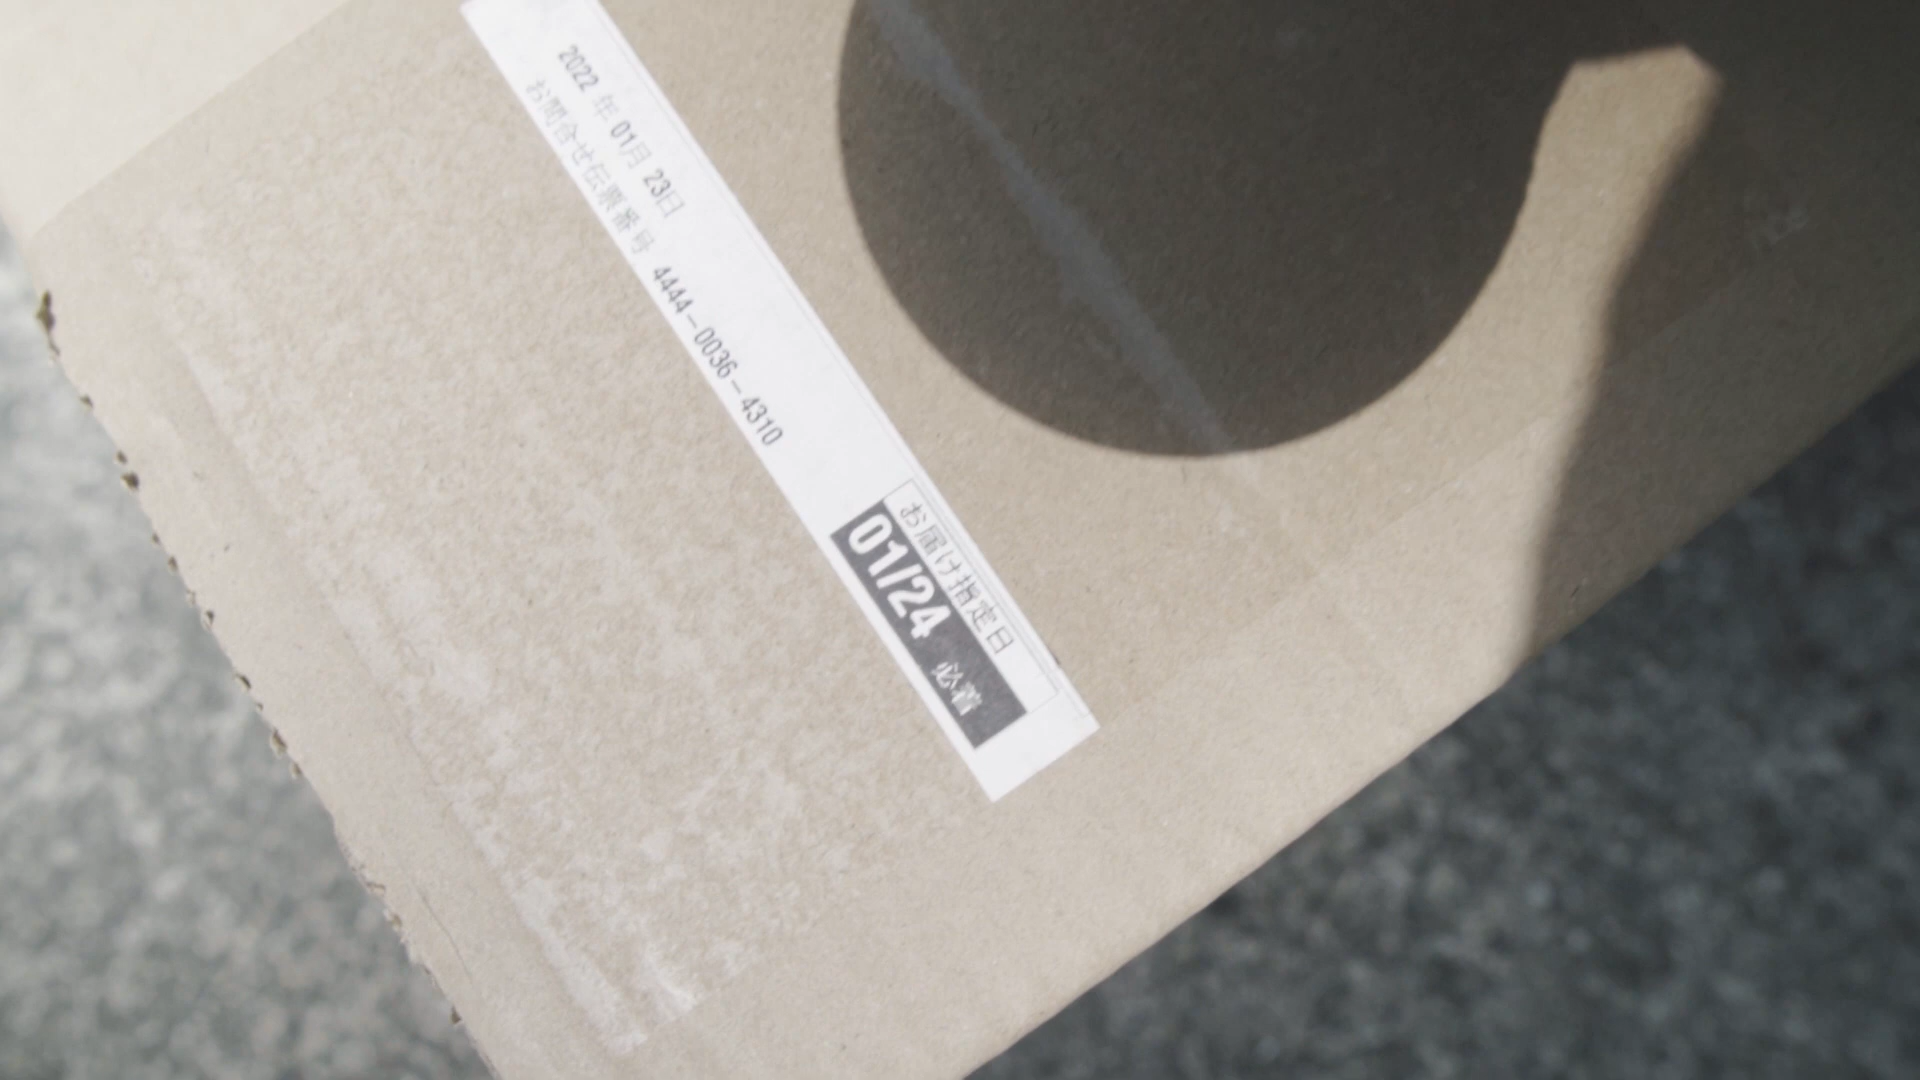 2022 年 01月 23日
お問合せ伝票番号 4444-0036-4310
お届け指定日
01/24 必着